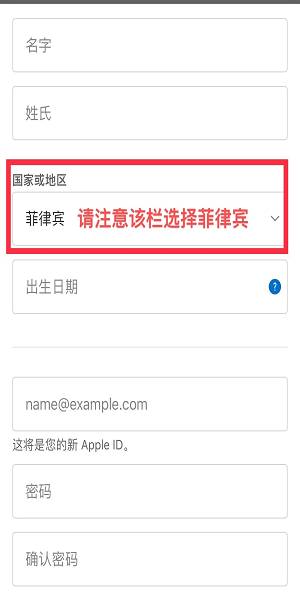 名字
姓氏
国家或地区
菲律宾 请注意该栏选择菲律宾
出生日期 ?
name@example.com
这将是您的新 Apple ID。
密码
确认密码